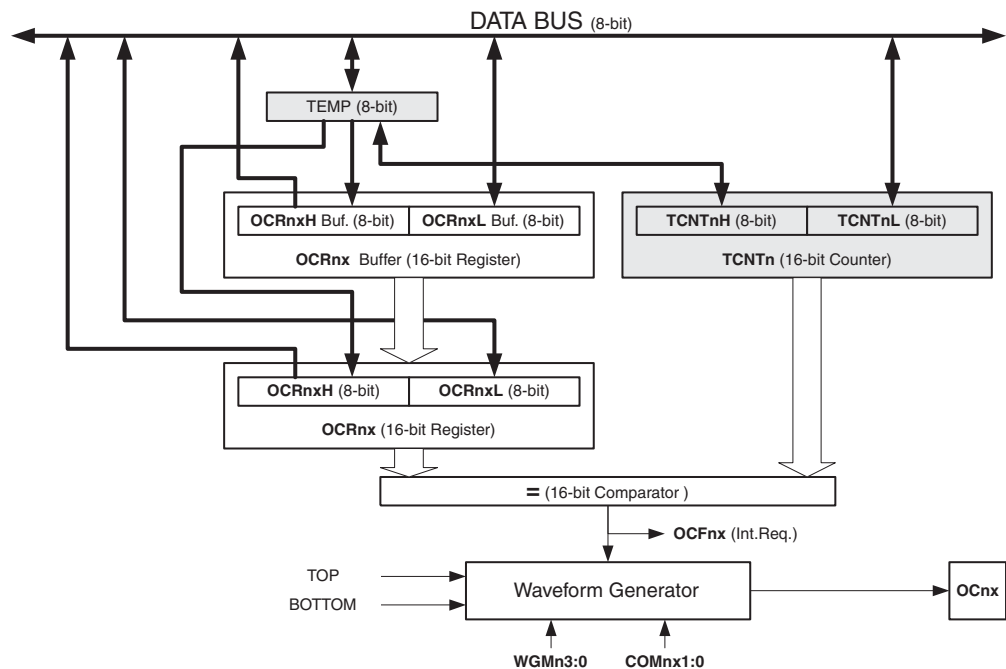 DATA BUS (8-bit)
TEMP (8-bit)
OCRnxH Buf. (8-bit) OCRnxL Buf. (8-bit)
OCRnx Buffer (16-bit Register)
TCNTnH (8-bit) TCNTnL (8-bit)
TCNTn (16-bit Counter)
OCRnxH (8-bit) OCRnxL (8-bit)
OCRnx (16-bit Register)
= (16-bit Comparator )
OCFnx (Int.Req.)
TOP
BOTTOM
Waveform Generator
OCnx
WGMn3:0 COMnx1:0